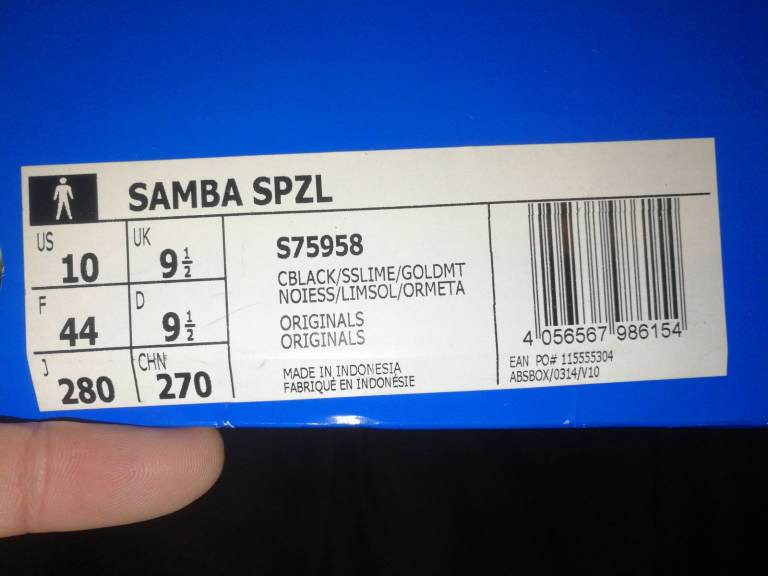 SAMBA SPZL
US 10
UK 9 1/2
F 44
D 9 1/2
J 280
CHN 270
S75958
CBLACK/SSLIME/GOLDMT
NOIESS/LIMSOL/ORMETA
ORIGINALS
ORIGINALS
MADE IN INDONESIA
FABRIQUÉ EN INDONÉSIE
4 056567 986154
EAN PO# 115555304
ABSBOX/0314/V10